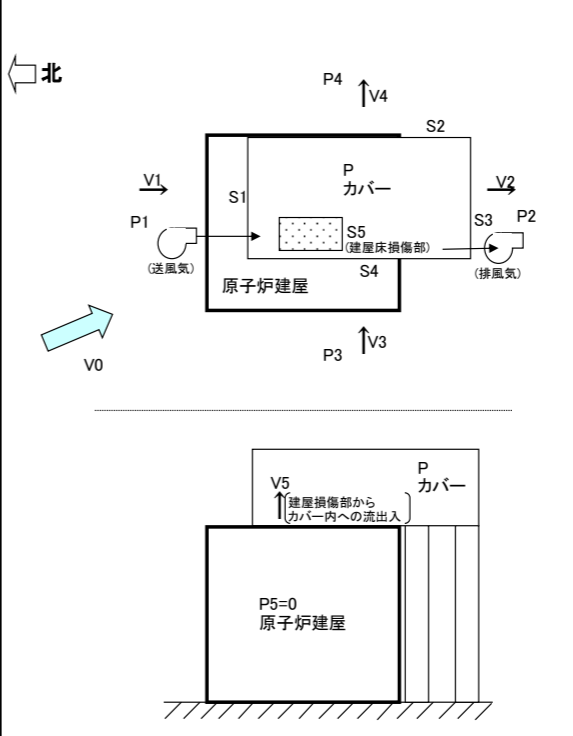 北
P4
V4
S2
V1
P
カバー
V2
S1
P1
S3
P2
S5
(建屋床損傷部)
(送風気)
S4
(排風気)
原子炉建屋
P3
V3
V0
P
カバー
V5
建屋損傷部から
カバー内への流出入
P5=0
原子炉建屋